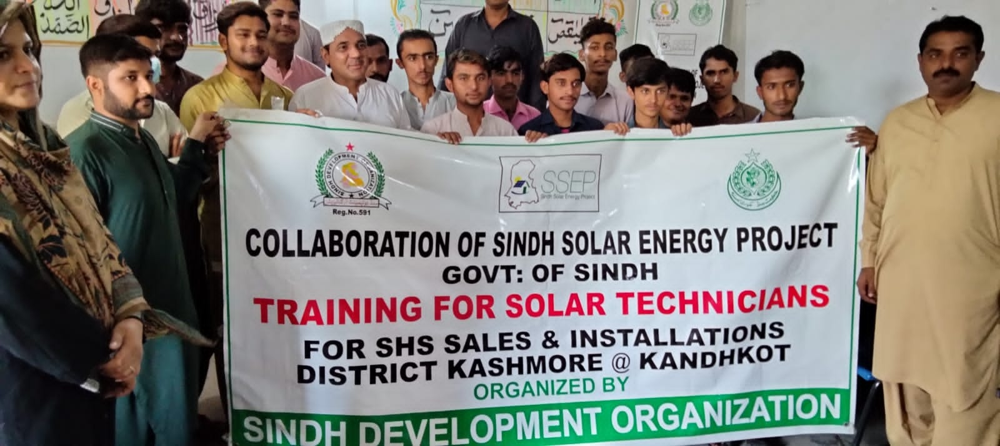 الصَّمَدُ
SINDH DEVELOPMENT ORGANIZATION
Reg.No.591
SSEP
Sindh Solar Energy Project
COLLABORATION OF SINDH SOLAR ENERGY PROJECT
GOVT: OF SINDH
TRAINING FOR SOLAR TECHNICIANS
FOR SHS SALES & INSTALLATIONS
DISTRICT KASHMORE @ KANDHKOT
ORGANIZED BY
SINDH DEVELOPMENT ORGANIZATION